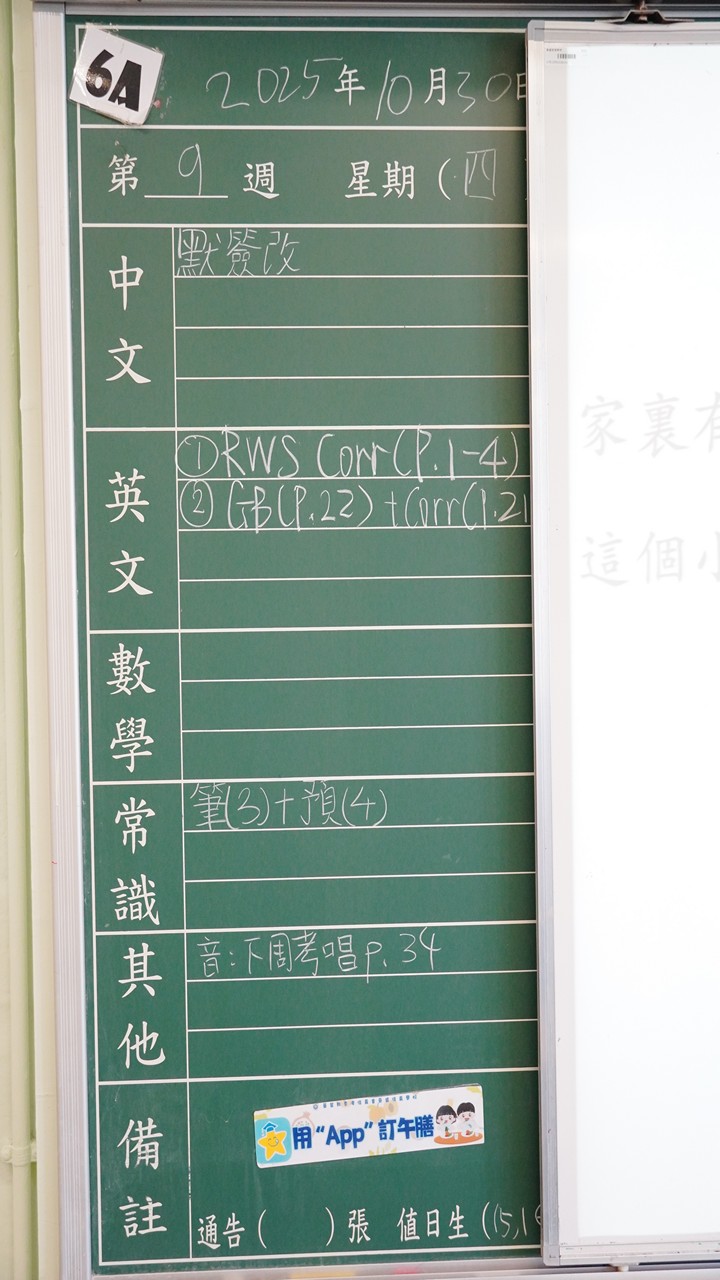 6A
2025年10月30日
第 9 週 星期(四
中文
默簽改
英文
① RWS Corr(P.1-4)
② GB(P.22) + Corr(P.21
數學
常識
筆(3)+預(4)
其他
音:下周考唱p.34
備註
用“App”訂午膳
通告( )張 值日生(15,1
家裏有
這個小